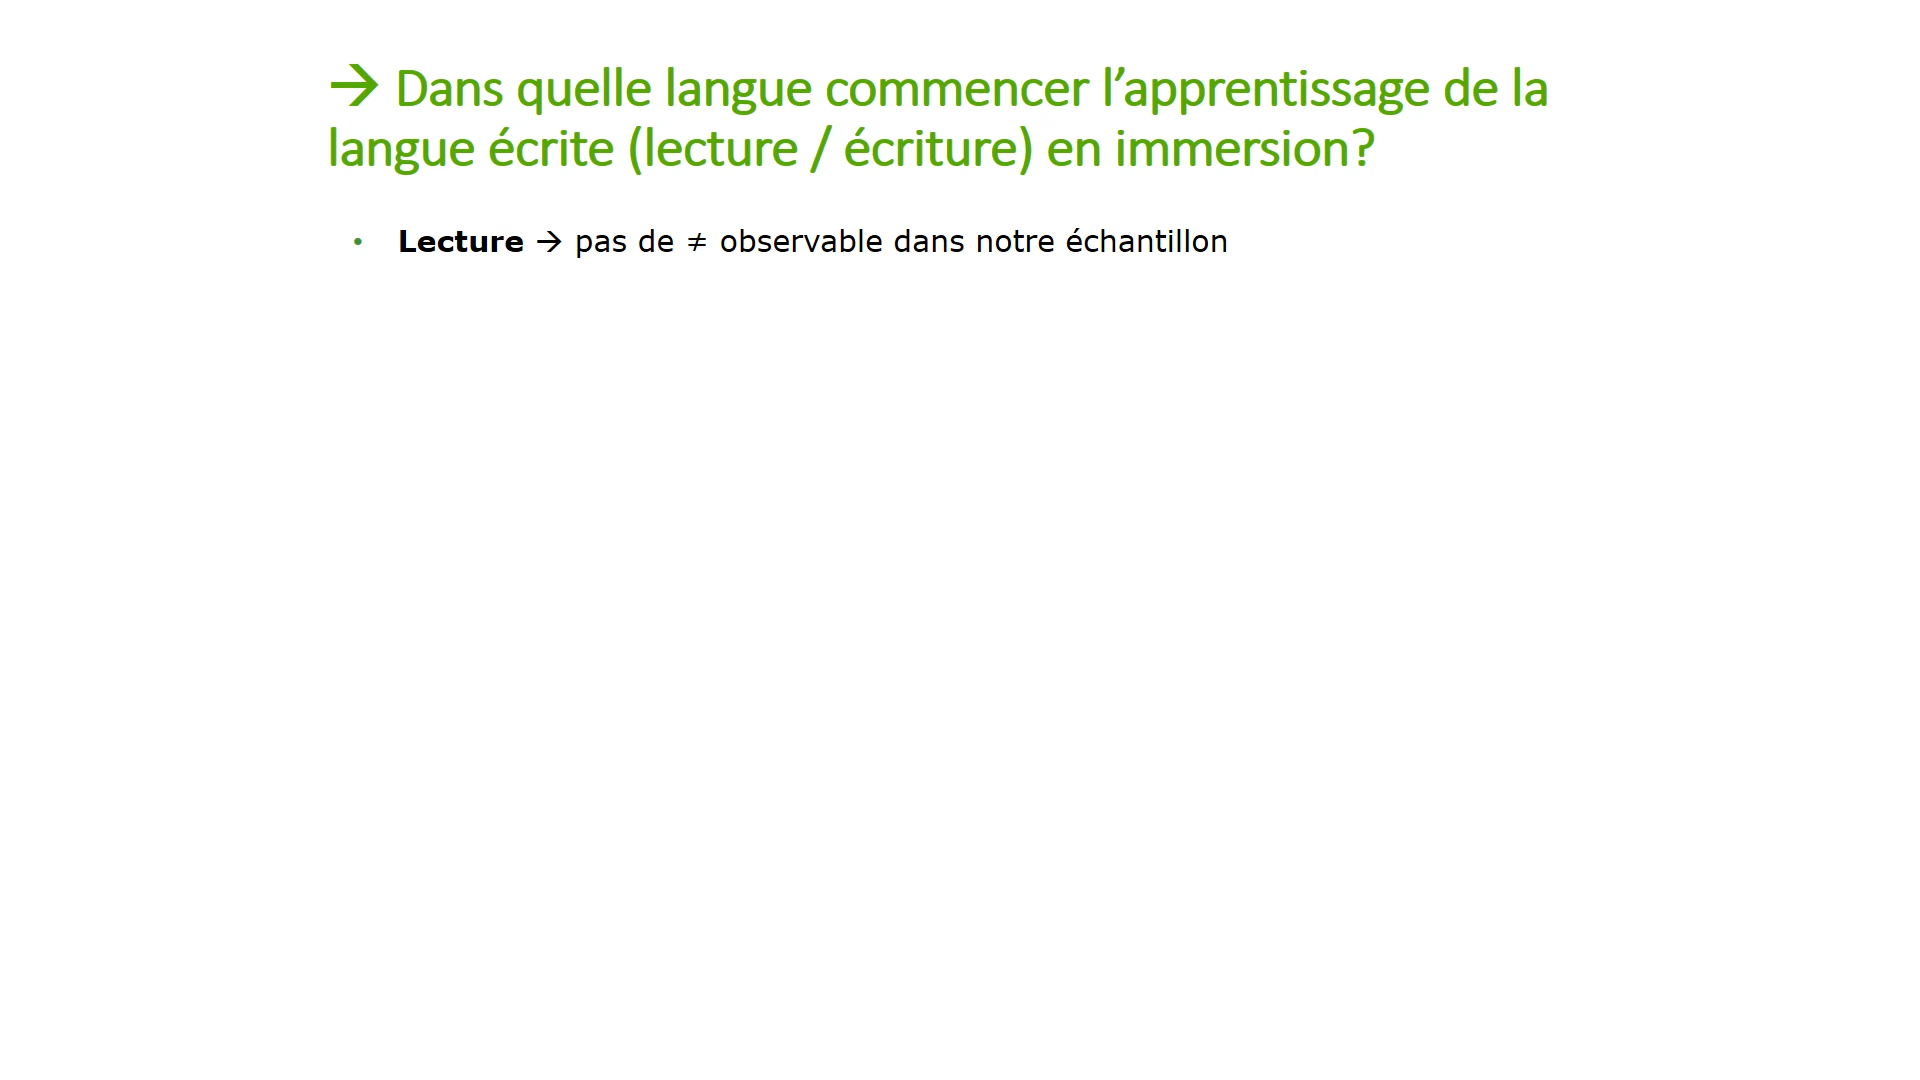 → Dans quelle langue commencer l’apprentissage de la
langue écrite (lecture / écriture) en immersion?
• Lecture → pas de ≠ observable dans notre échantillon